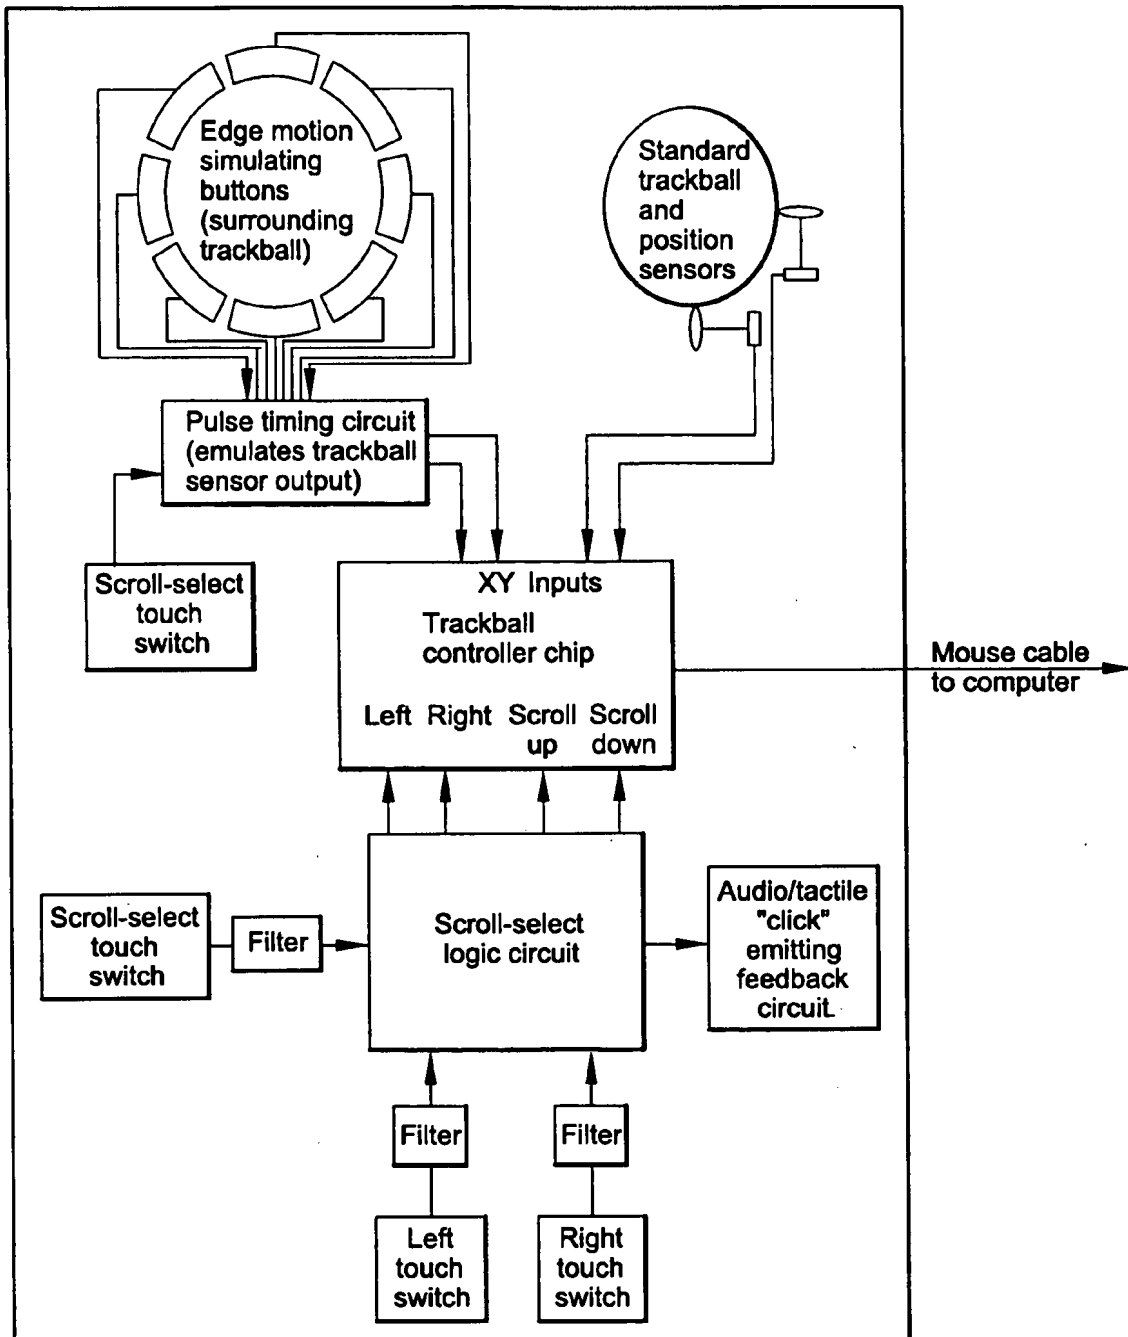 Edge motion
simulating
buttons
(surrounding
trackball)
Standard
trackball
and
position
sensors
Pulse timing circuit
(emulates trackball
sensor output)
Scroll-select
touch
switch
XY Inputs
Trackball
controller chip
Left Right Scroll up Scroll down
Mouse cable
to computer
Scroll-select
touch
switch
Filter
Scroll-select
logic circuit
Audio/tactile
"click"
emitting
feedback
circuit.
Filter
Filter
Left
touch
switch
Right
touch
switch